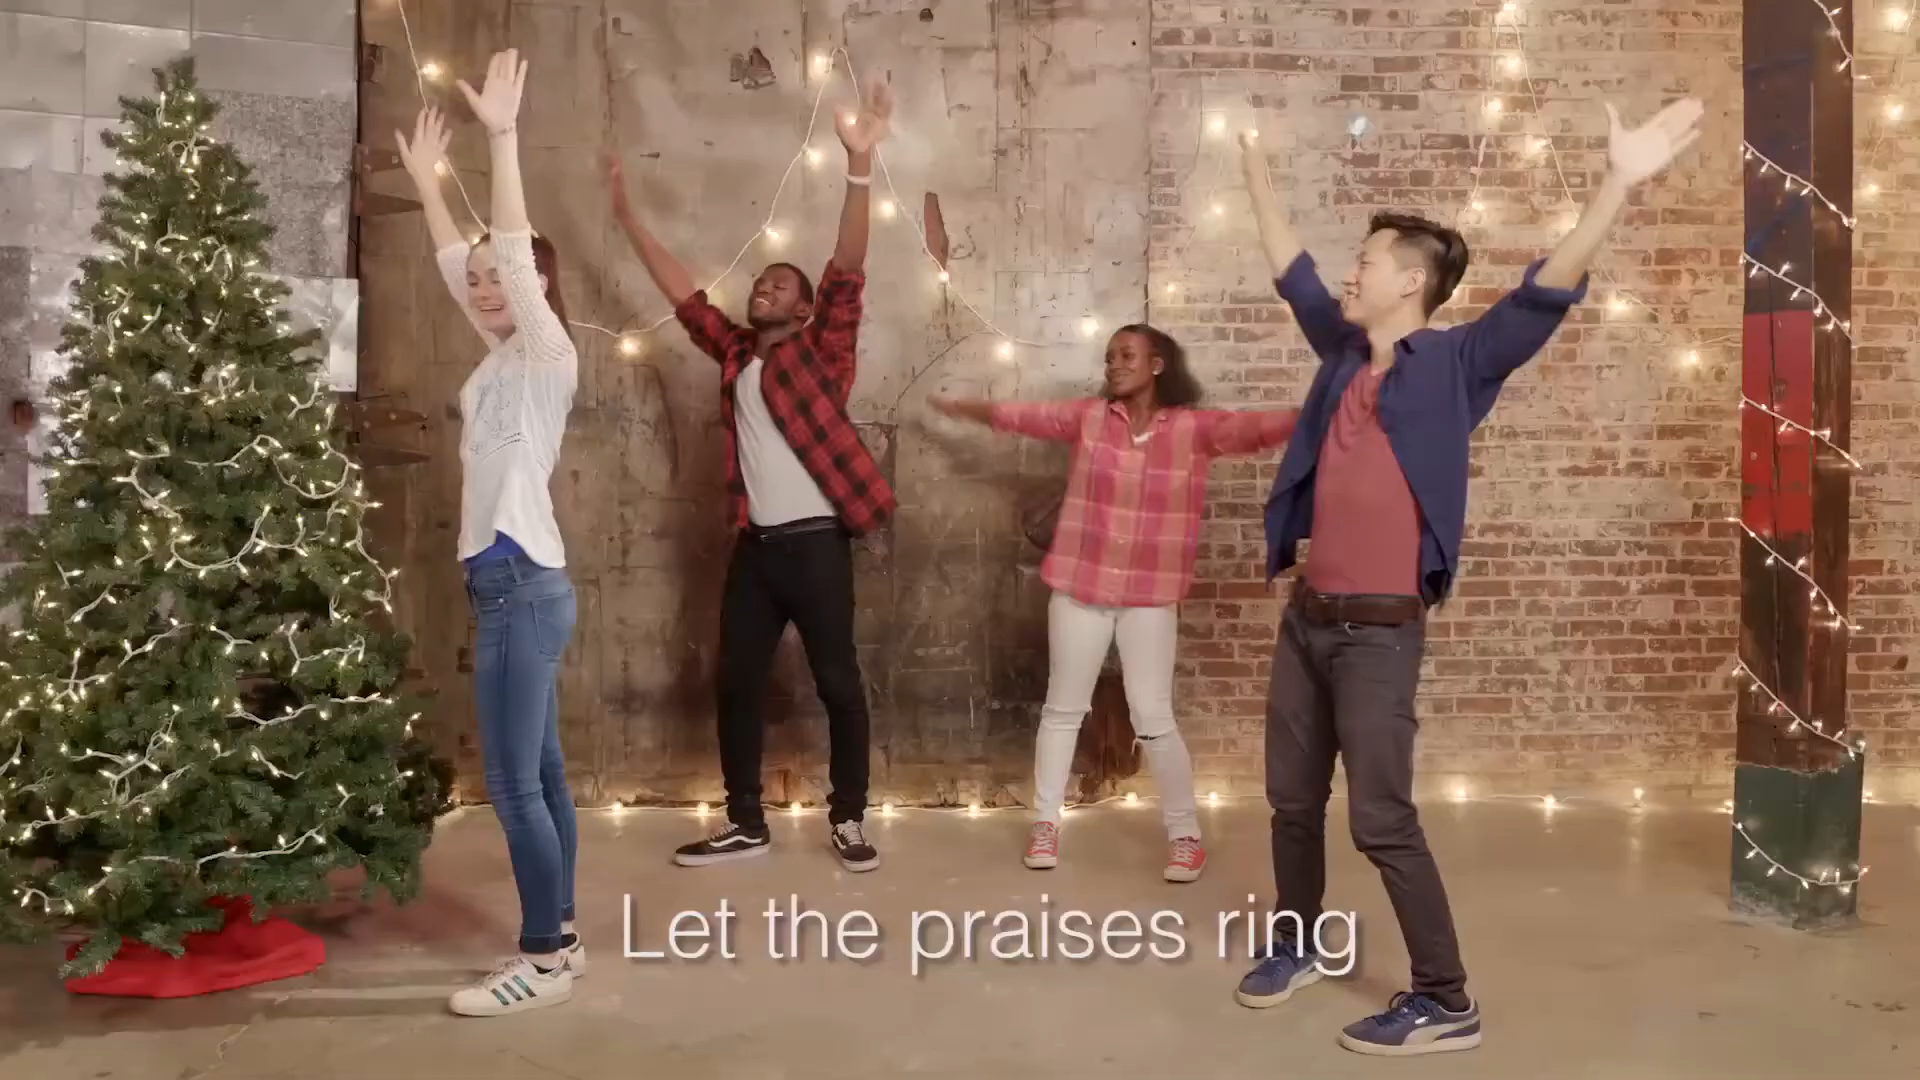 Let the praises ring